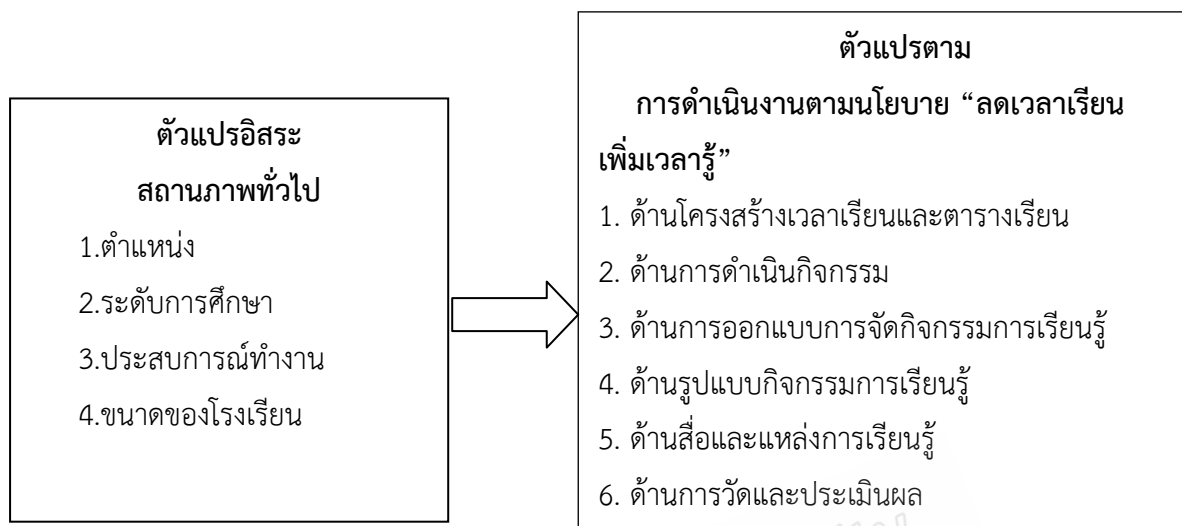 ตัวแปรอิสระ
สถานภาพทั่วไป
1.ตำแหน่ง
2.ระดับการศึกษา
3.ประสบการณ์ทำงาน
4.ขนาดของโรงเรียน
ตัวแปรตาม
การดำเนินงานตามนโยบาย “ลดเวลาเรียน
เพิ่มเวลารู้”
1. ด้านโครงสร้างเวลาเรียนและตารางเรียน
2. ด้านการดำเนินกิจกรรม
3. ด้านการออกแบบการจัดกิจกรรมการเรียนรู้
4. ด้านรูปแบบกิจกรรมการเรียนรู้
5. ด้านสื่อและแหล่งการเรียนรู้
6. ด้านการวัดและประเมินผล